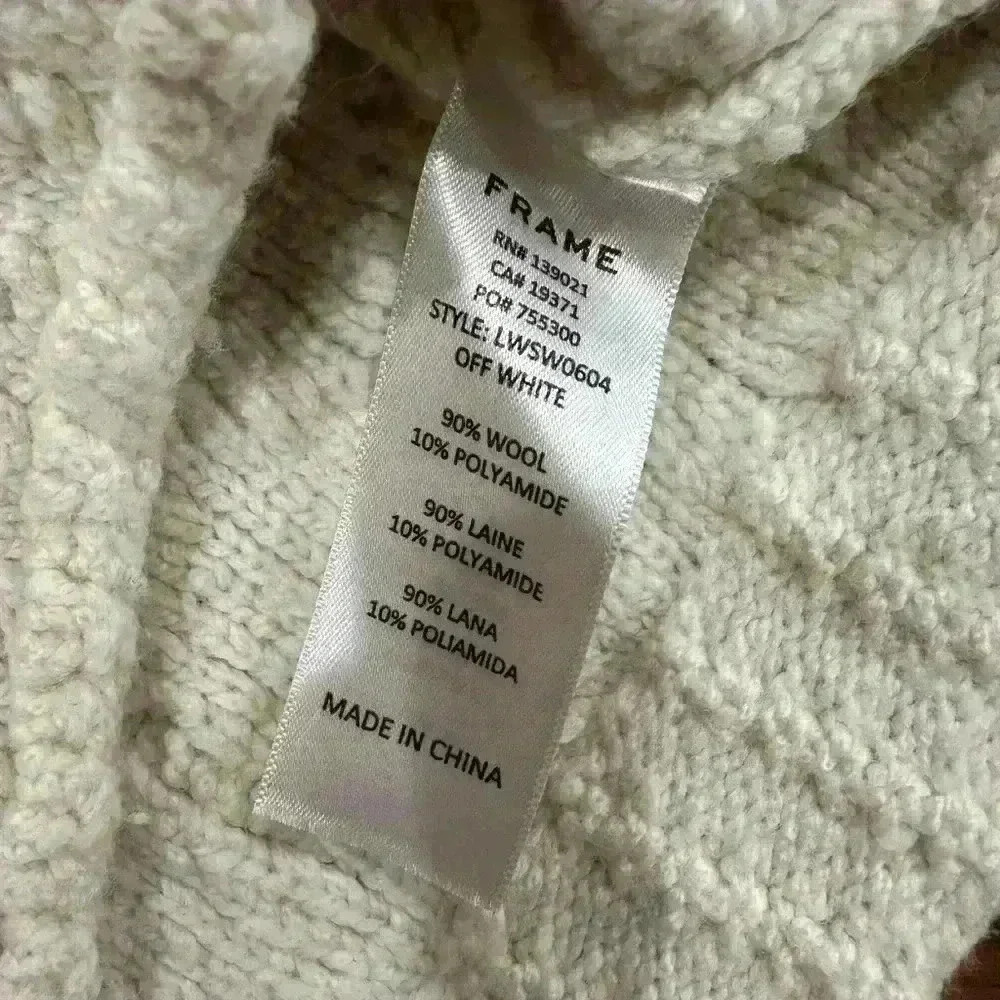 FRAME
RN# 139021
CA# 19371
PO# 755300
STYLE: LWSW0604
OFF WHITE
90% WOOL
10% POLYAMIDE
90% LAINE
10% POLYAMIDE
90% LANA
10% POLIAMIDA
MADE IN CHINA